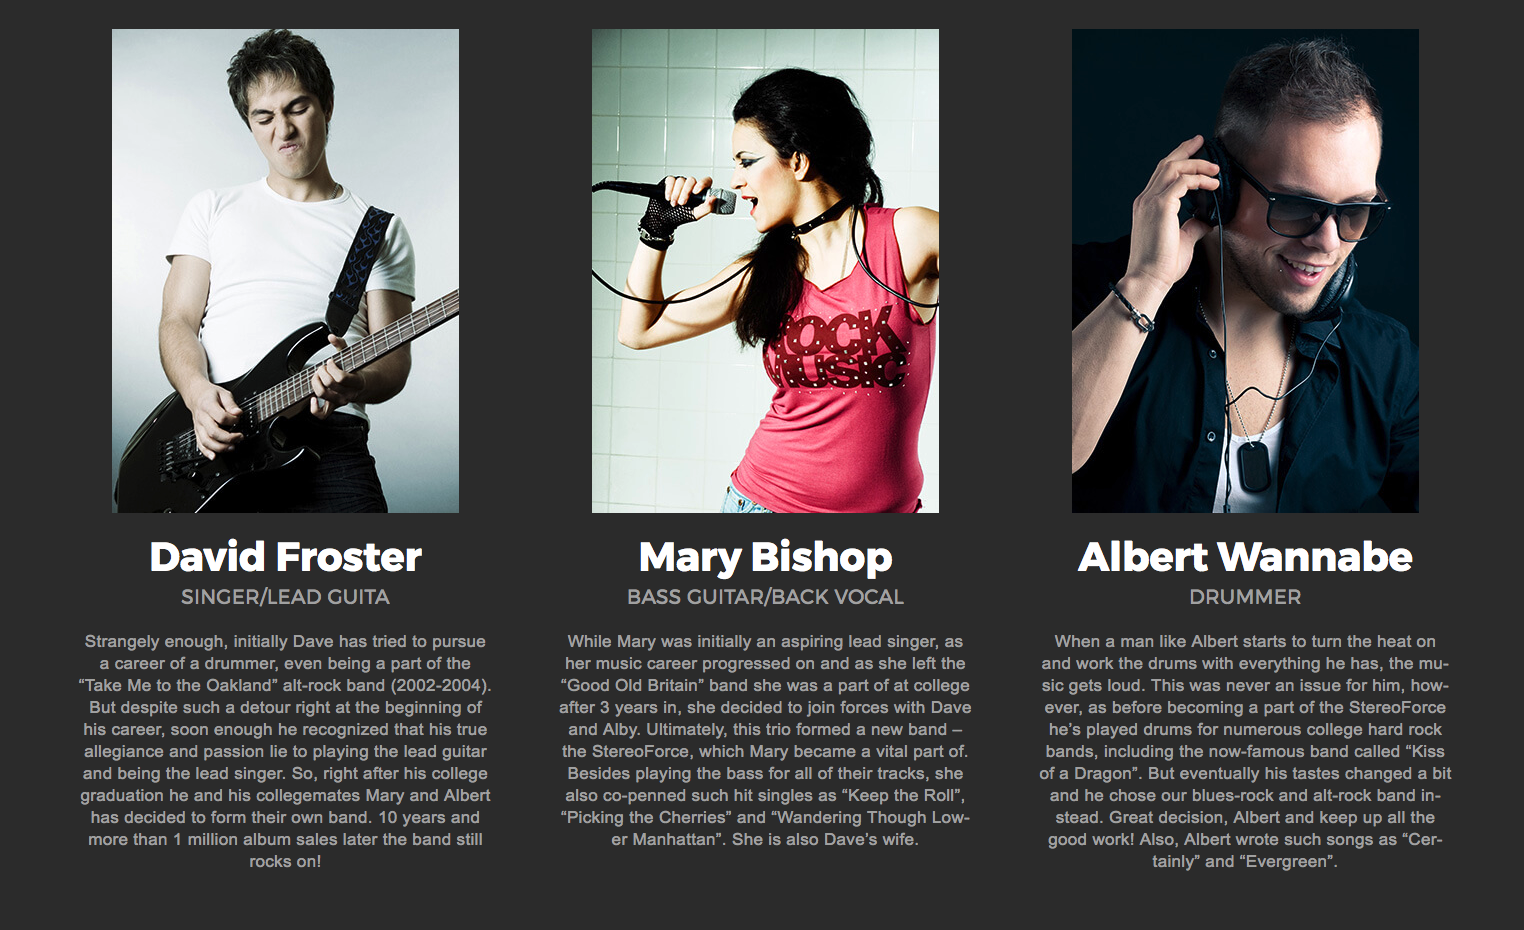 ROCK
MUSIC
David Froster
SINGER/LEAD GUITA
Strangely enough, initially Dave has tried to pursue
a career of a drummer, even being a part of the
“Take Me to the Oakland” alt-rock band (2002-2004).
But despite such a detour right at the beginning of
his career, soon enough he recognized that his true
allegiance and passion lie to playing the lead guitar
and being the lead singer. So, right after his college
graduation he and his collegemates Mary and Albert
has decided to form their own band. 10 years and
more than 1 million album sales later the band still
rocks on!
Mary Bishop
BASS GUITAR/BACK VOCAL
While Mary was initially an aspiring lead singer, as
her music career progressed on and as she left the
“Good Old Britain” band she was a part of at college
after 3 years in, she decided to join forces with Dave
and Alby. Ultimately, this trio formed a new band –
the StereoForce, which Mary became a vital part of.
Besides playing the bass for all of their tracks, she
also co-penned such hit singles as “Keep the Roll”,
“Picking the Cherries” and “Wandering Though Low-
er Manhattan”. She is also Dave’s wife.
Albert Wannabe
DRUMMER
When a man like Albert starts to turn the heat on
and work the drums with everything he has, the mu-
sic gets loud. This was never an issue for him, how-
ever, as before becoming a part of the StereoForce
he’s played drums for numerous college hard rock
bands, including the now-famous band called “Kiss
of a Dragon”. But eventually his tastes changed a bit
and he chose our blues-rock and alt-rock band in-
stead. Great decision, Albert and keep up all the
good work! Also, Albert wrote such songs as “Cer-
tainly” and “Evergreen”.